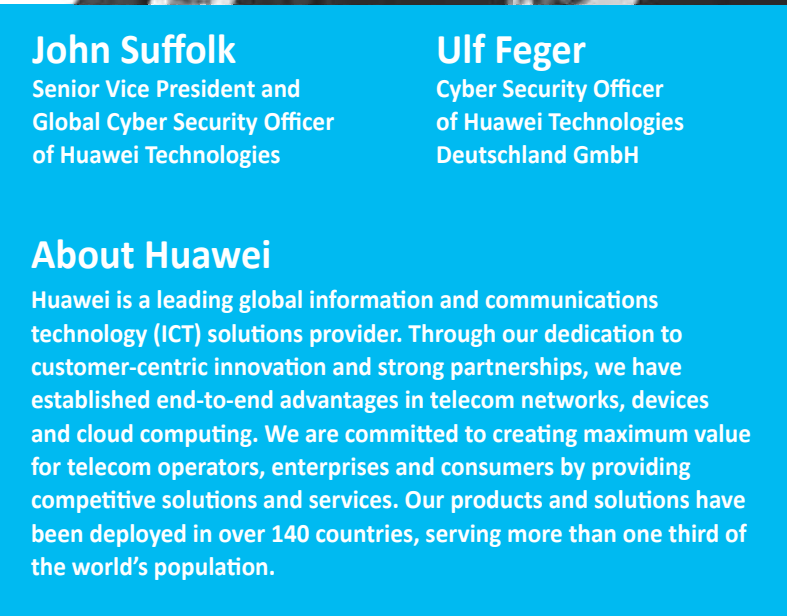 John Suffolk
Senior Vice President and
Global Cyber Security Officer
of Huawei Technologies
Ulf Feger
Cyber Security Officer
of Huawei Technologies
Deutschland GmbH
About Huawei
Huawei is a leading global information and communications
technology (ICT) solutions provider. Through our dedication to
customer-centric innovation and strong partnerships, we have
established end-to-end advantages in telecom networks, devices
and cloud computing. We are committed to creating maximum value
for telecom operators, enterprises and consumers by providing
competitive solutions and services. Our products and solutions have
been deployed in over 140 countries, serving more than one third of
the world’s population.